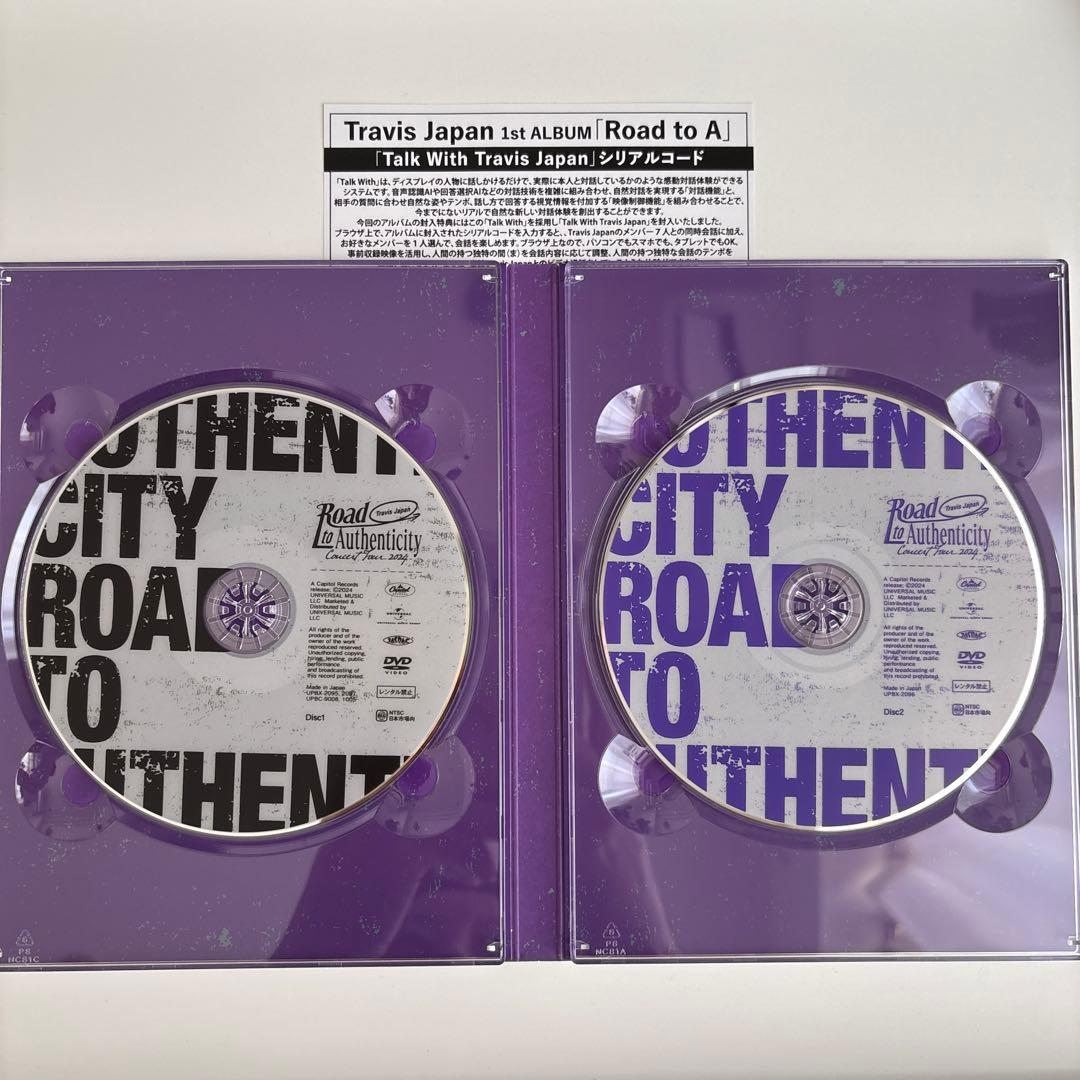 Travis Japan 1st ALBUM「Road to A」
「Talk With Travis Japan」シリアルコード
「Talk With」は、ディスプレイの人物に話しかけるだけで、実際に本人と対話しているかのような感動対話体験ができる
システムです。音声認識AIや回答選択AIなどの対話技術を複雑に組み合わせ、自然対話を実現する「対話機能」と、
相手の質問に合わせ自然な姿やテンポ、話し方で回答する視覚情報を付加する「映像制御機能」を組み合わせることで、
今までにないリアルで自然な新しい対話体験を創出することができます。
今回のアルバムの封入特典にはこの「Talk With」を採用し「Talk With Travis Japan」を封入いたしました。
ブラウザ上で、アルバムに封入されたシリアルコードを入力すると、、Travis Japanのメンバー7人との同時会話に加え、
お好きなメンバーを1人選んで、会話を楽しめます。ブラウザ上なので、パソコンでもスマホでも、タブレットでもOK、
事前収録映像を活用し、人間の持つ独特の間(ま)を会話内容に応じて調整、人間の持つ独特な会話のテンポを
UTHENTI
CITY
ROAD
TO
UTHENT
Road
Travis Japan
to Authenticity
Concert Tour 2024
A Capitol Records
release; ©2024
UNIVERSAL MUSIC
LLC Marketed &
Distributed by
UNIVERSAL MUSIC
LLC
All rights of the
producer and of the
owner of the work
reproduced reserved.
Unauthorized copying,
hiring, lending, public
performance
and broadcasting of
this record prohibited.
Made in Japan
UPBX-2095, 2097
UPBC-9008, 1005
Disc1
Capitol
UNIVERSAL
DVD
VIDEO
レンタル禁止
NTSC
日本市場向
PS
NC81C
UTHENTI
CITY
ROAD
TO
UTHENT
Road
Travis Japan
to Authenticity
Concert Tour 2024
A Capitol Records
release; ©2024
UNIVERSAL MUSIC
LLC Marketed &
Distributed by
UNIVERSAL MUSIC
LLC
All rights of the
producer and of the
owner of the work
reproduced reserved.
Unauthorized copying,
hiring, lending, public
performance
and broadcasting of
this record prohibited.
Made in Japan
UPBX-2096
Disc2
Capitol
UNIVERSAL
DVD
VIDEO
レンタル禁止
NTSC
日本市場向
PS
NC81A